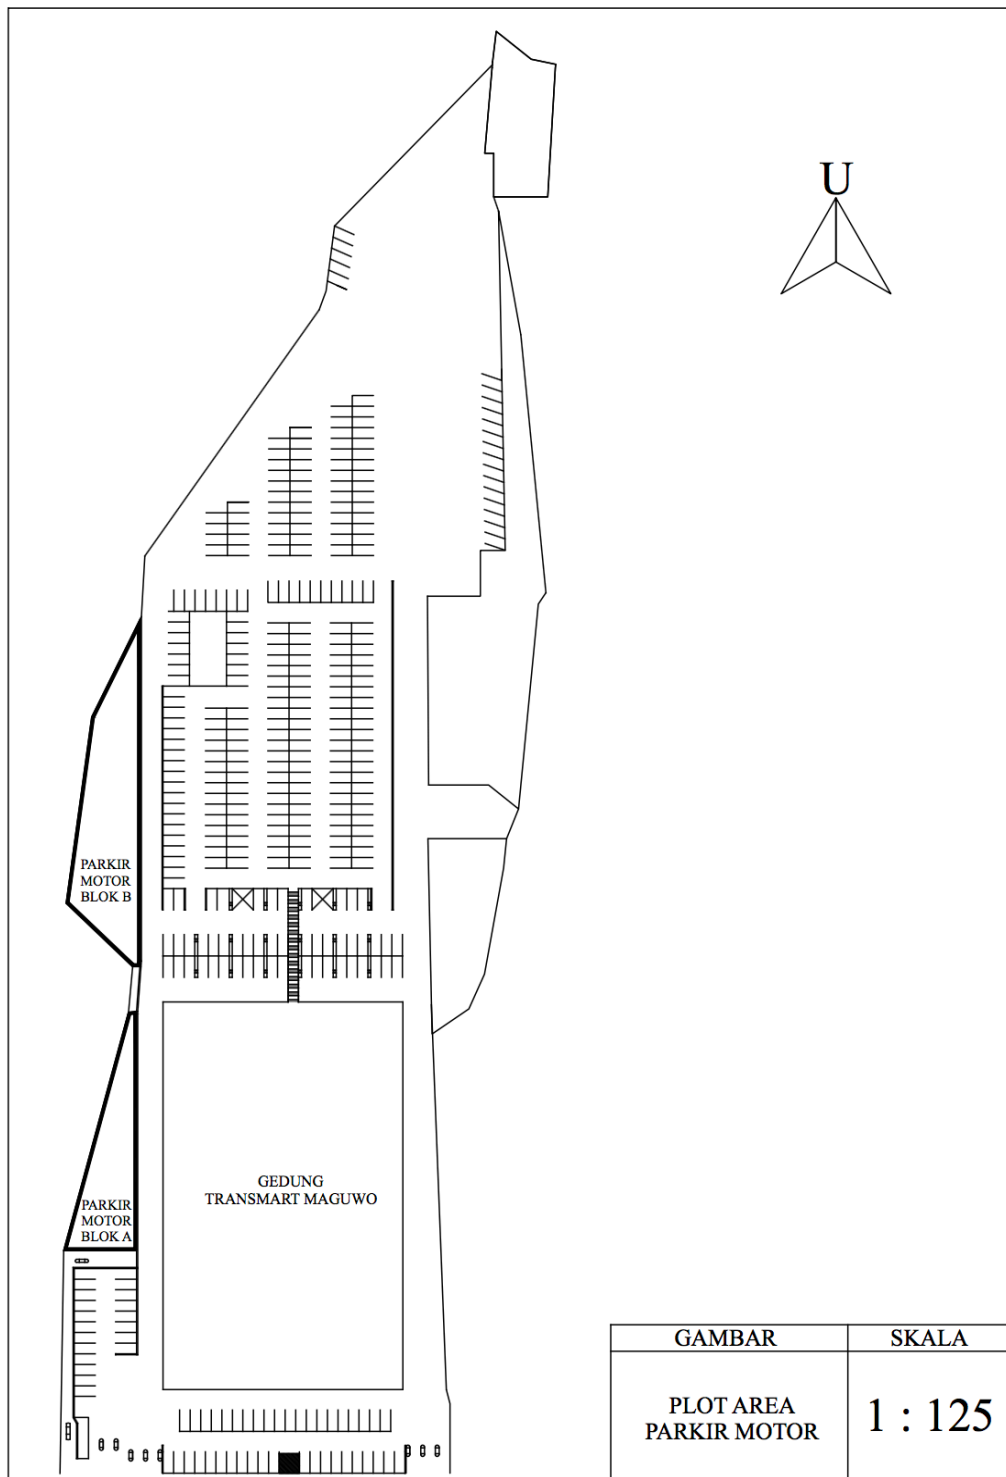 U
PARKIR
MOTOR
BLOK B
GEDUNG
TRANSMART MAGUWO
PARKIR
MOTOR
BLOK A
GAMBAR
SKALA
PLOT AREA
PARKIR MOTOR
1 : 125